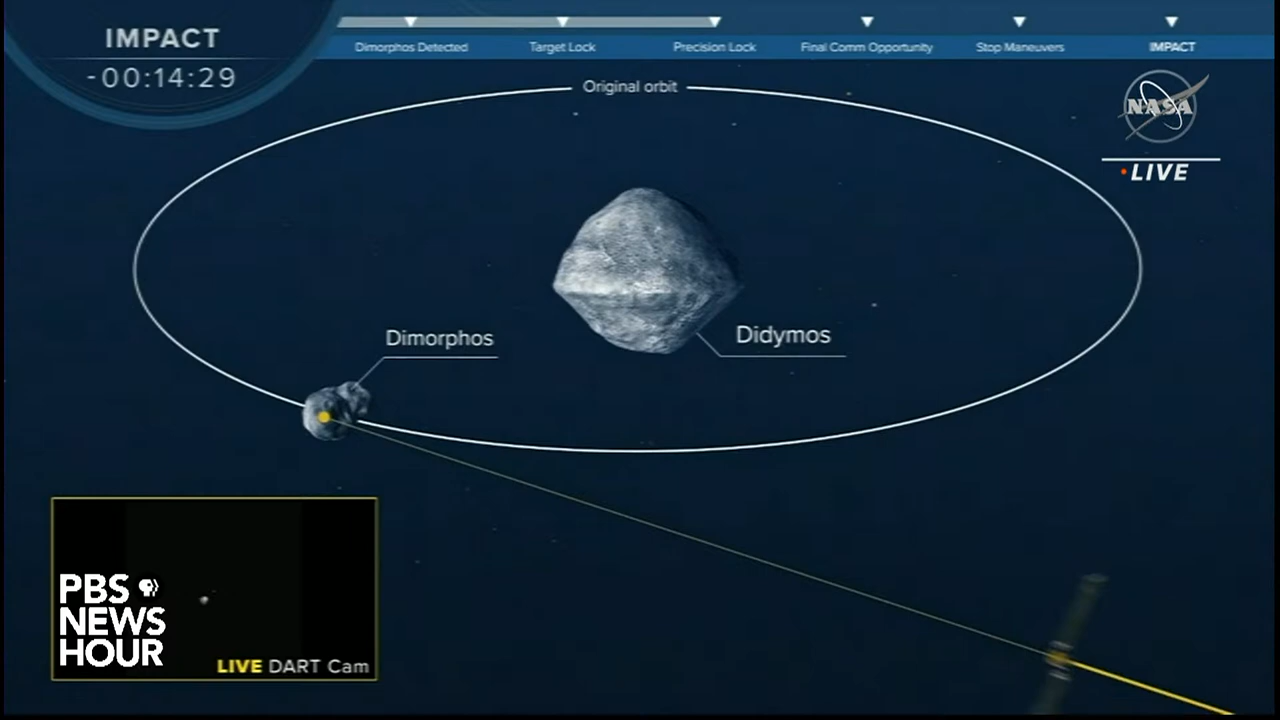 IMPACT
-00:14:29
Dimorphos Detected
Target Lock
Precision Lock
Final Comm Opportunity
Stop Maneuvers
IMPACT
Original orbit
NASA
LIVE
Dimorphos
Didymos
PBS
NEWS
HOUR
LIVE DART Cam